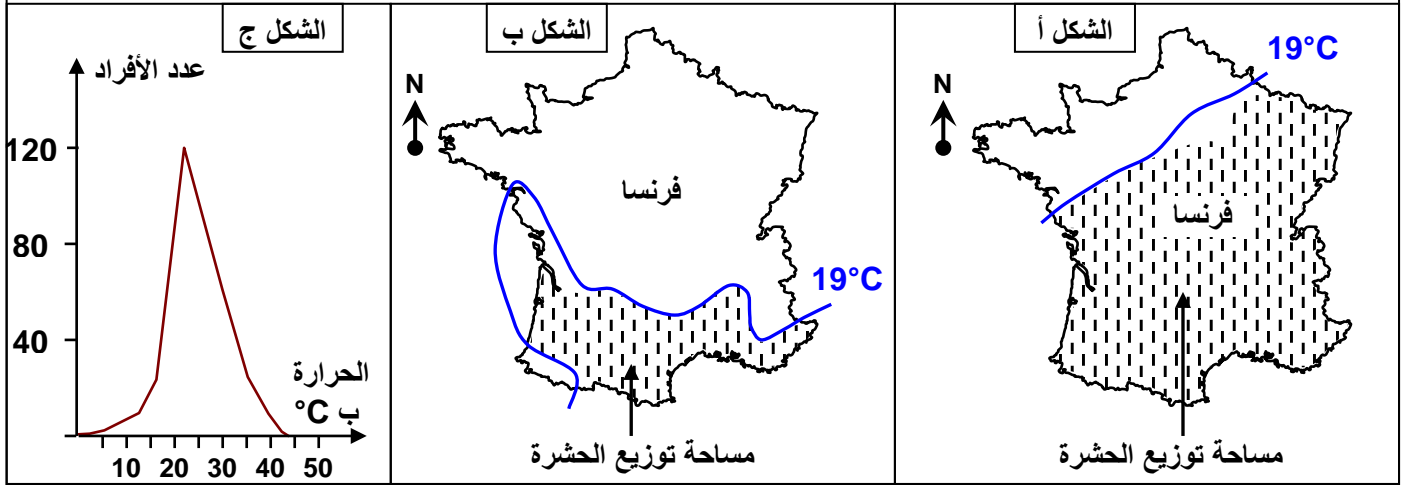 الشكل أ
19°C
N
فرنسا
مساحة توزيع الحشرة
الشكل ب
N
فرنسا
19°C
مساحة توزيع الحشرة
الشكل ج
عدد الأفراد
120
80
40
الحرارة
ب °C
10 20 30 40 50